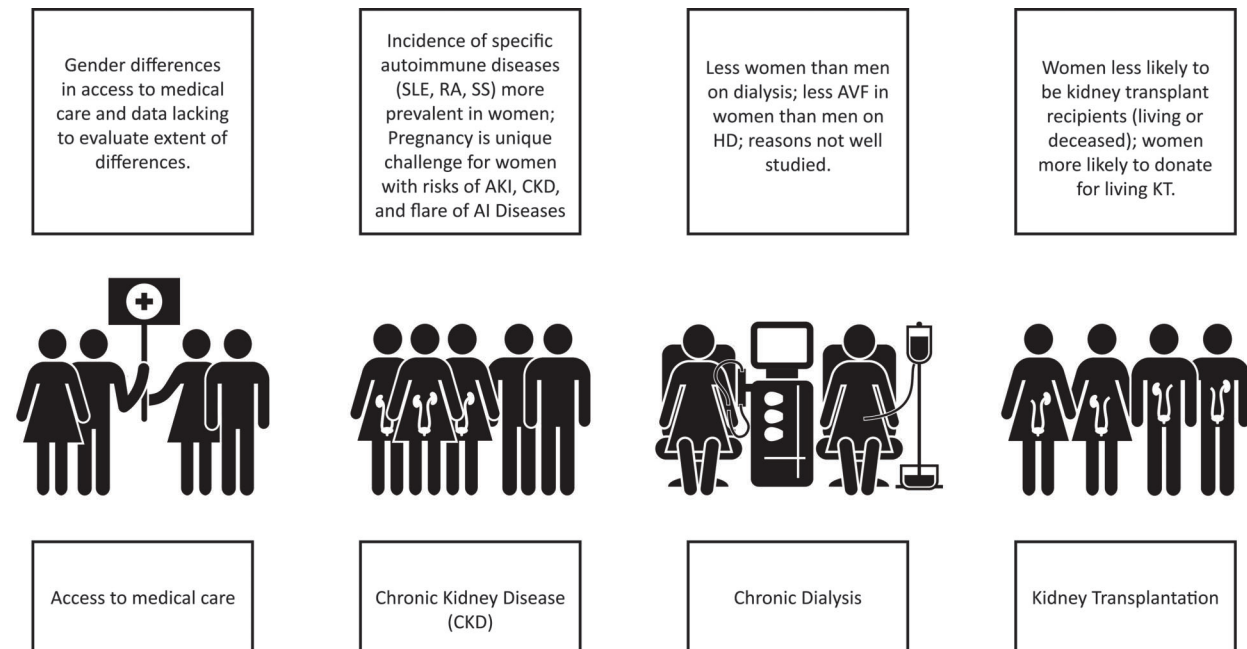 Gender differences
in access to medical
care and data lacking
to evaluate extent of
differences.
Incidence of specific
autoimmune diseases
(SLE, RA, SS) more
prevalent in women;
Pregnancy is unique
challenge for women
with risks of AKI, CKD,
and flare of AI Diseases
Less women than men
on dialysis; less AVF in
women than men on
HD; reasons not well
studied.
Women less likely to
be kidney transplant
recipients (living or
deceased); women
more likely to donate
for living KT.
Access to medical care
Chronic Kidney Disease
(CKD)
Chronic Dialysis
Kidney Transplantation